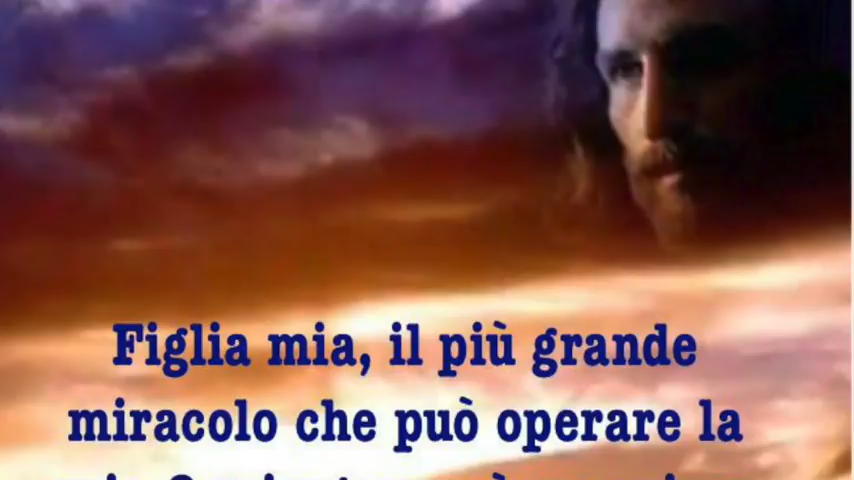 Figlia mia, il più grande
miracolo che può operare la